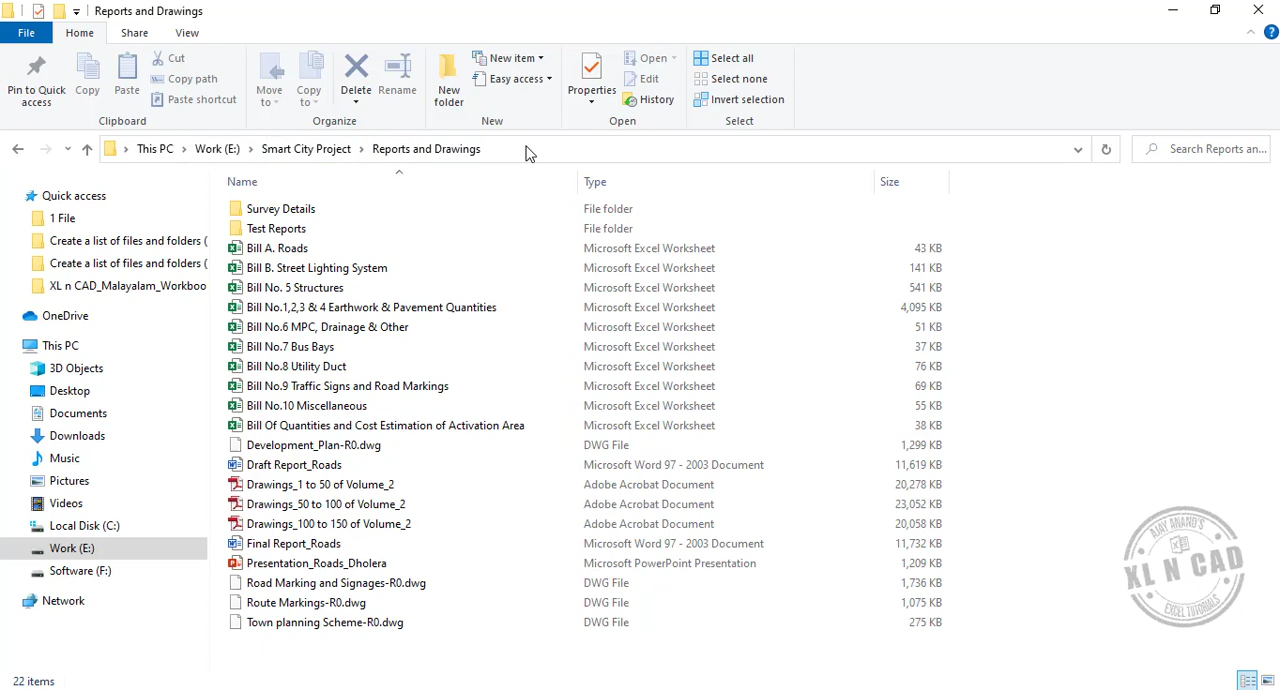 Reports and Drawings
File Home Share View
Pin to Quick access
Copy
Paste
Cut
Copy path
Paste shortcut
Clipboard
Move to
Copy to
Delete
Rename
Organize
New folder
New item
Easy access
New
Properties
Open
Edit
History
Open
Select all
Select none
Invert selection
Select
This PC Work (E:) Smart City Project Reports and Drawings
Search Reports an...
Quick access
1 File
Create a list of files and folders (
Create a list of files and folders (
XL n CAD_Malayalam_Workboo
OneDrive
This PC
3D Objects
Desktop
Documents
Downloads
Music
Pictures
Videos
Local Disk (C:)
Work (E:)
Software (F:)
Network
Name Type Size
Survey Details File folder
Test Reports File folder
Bill A. Roads Microsoft Excel Worksheet 43 KB
Bill B. Street Lighting System Microsoft Excel Worksheet 141 KB
Bill No. 5 Structures Microsoft Excel Worksheet 541 KB
Bill No.1,2,3 & 4 Earthwork & Pavement Quantities Microsoft Excel Worksheet 4,095 KB
Bill No.6 MPC, Drainage & Other Microsoft Excel Worksheet 51 KB
Bill No.7 Bus Bays Microsoft Excel Worksheet 37 KB
Bill No.8 Utility Duct Microsoft Excel Worksheet 76 KB
Bill No.9 Traffic Signs and Road Markings Microsoft Excel Worksheet 69 KB
Bill No.10 Miscellaneous Microsoft Excel Worksheet 55 KB
Bill Of Quantities and Cost Estimation of Activation Area Microsoft Excel Worksheet 38 KB
Development_Plan-R0.dwg DWG File 1,299 KB
Draft Report_Roads Microsoft Word 97 - 2003 Document 11,619 KB
Drawings_1 to 50 of Volume_2 Adobe Acrobat Document 20,278 KB
Drawings_50 to 100 of Volume_2 Adobe Acrobat Document 23,052 KB
Drawings_100 to 150 of Volume_2 Adobe Acrobat Document 20,058 KB
Final Report_Roads Microsoft Word 97 - 2003 Document 11,732 KB
Presentation_Roads_Dholera Microsoft PowerPoint Presentation 1,209 KB
Road Marking and Signages-R0.dwg DWG File 1,736 KB
Route Markings-R0.dwg DWG File 1,075 KB
Town planning Scheme-R0.dwg DWG File 275 KB
AJAY ANAND'S
XL N CAD
EXCEL TUTORIALS
22 items